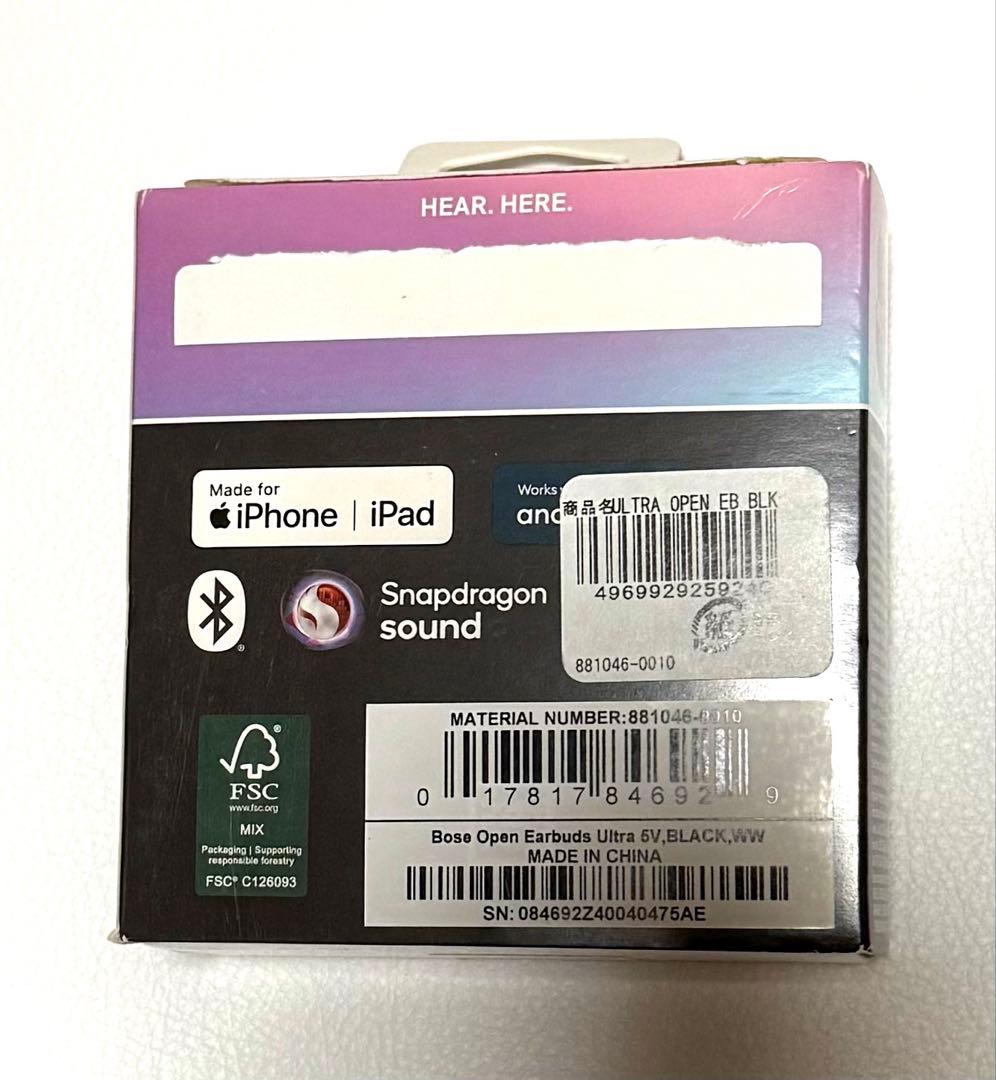 HEAR. HERE.
Made for
iPhone | iPad
Works
商品名ULTRA OPEN EB BLK
Snapdragon
sound
881046-0010
MATERIAL NUMBER:881046-0010
0 17817 84692 9
FSC
www.fsc.org
MIX
Packaging | Supporting
responsible forestry
FSC® C126093
Bose Open Earbuds Ultra 5V,BLACK,WW
MADE IN CHINA
SN: 084692Z40040475AE